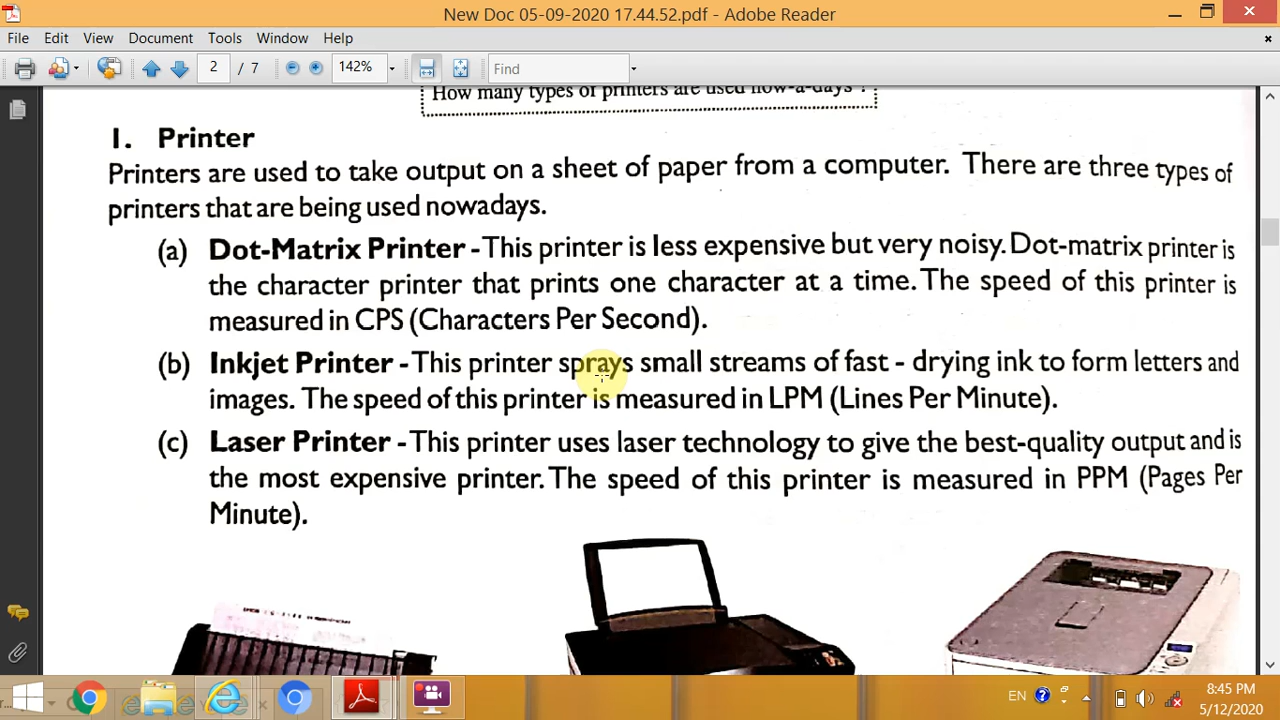 New Doc 05-09-2020 17.44.52.pdf - Adobe Reader
File Edit View Document Tools Window Help
2 / 7 142% Find
How many types of printers are used now-a-days ?
1. Printer
Printers are used to take output on a sheet of paper from a computer. There are three types of
printers that are being used nowadays.
(a) Dot-Matrix Printer - This printer is less expensive but very noisy. Dot-matrix printer is
the character printer that prints one character at a time. The speed of this printer is
measured in CPS (Characters Per Second).
(b) Inkjet Printer - This printer sprays small streams of fast - drying ink to form letters and
images. The speed of this printer is measured in LPM (Lines Per Minute).
(c) Laser Printer - This printer uses laser technology to give the best-quality output and is
the most expensive printer. The speed of this printer is measured in PPM (Pages Per
Minute).
EN 8:45 PM
5/12/2020